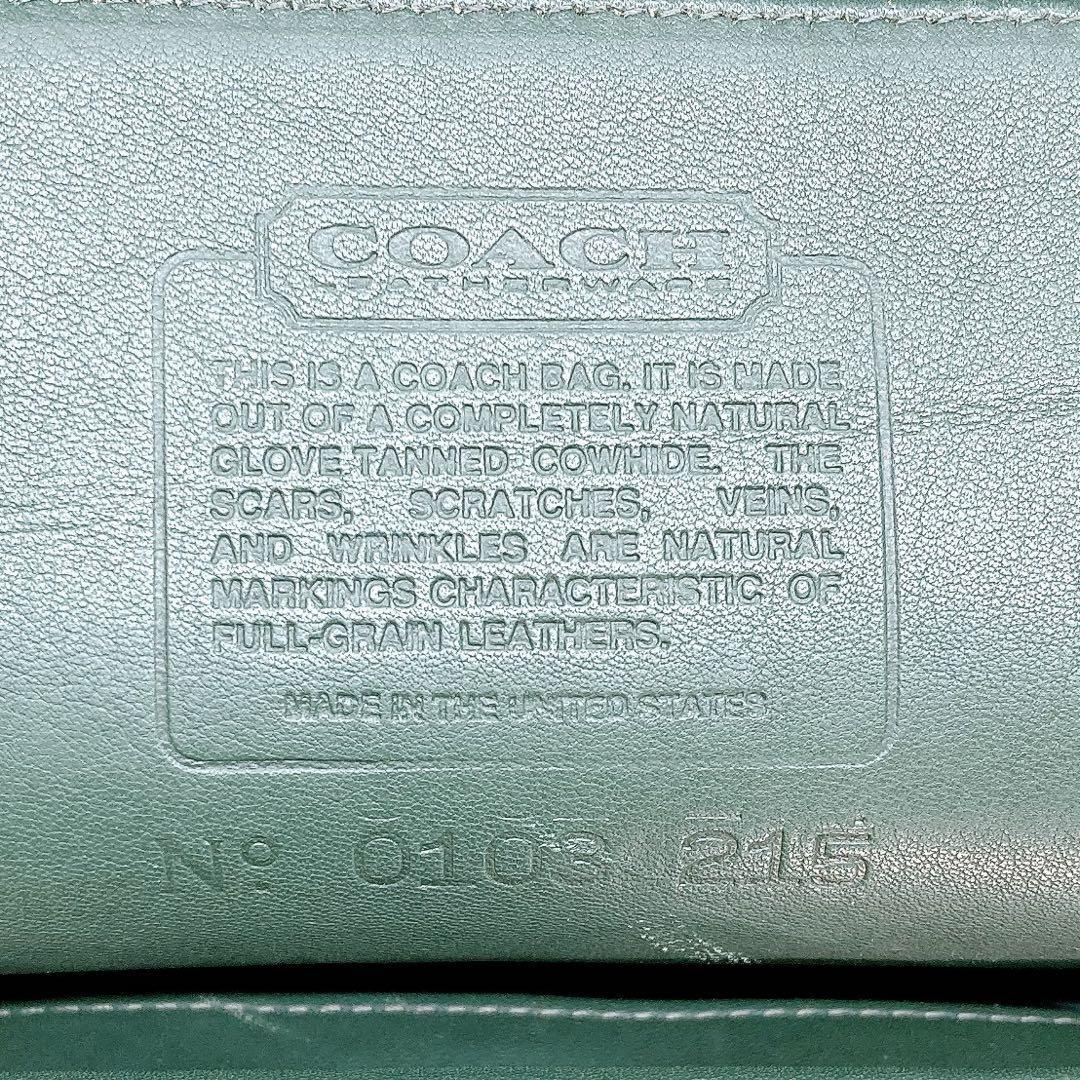 COACH
LEATHERWARE
THIS IS A COACH BAG. IT IS MADE
OUT OF A COMPLETELY NATURAL
GLOVE TANNED COWHIDE. THE
SCARS, SCRATCHES, VEINS,
AND WRINKLES ARE NATURAL
MARKINGS CHARACTERISTIC OF
FULL-GRAIN LEATHERS.
MADE IN THE UNITED STATES.
Nº 0103 215